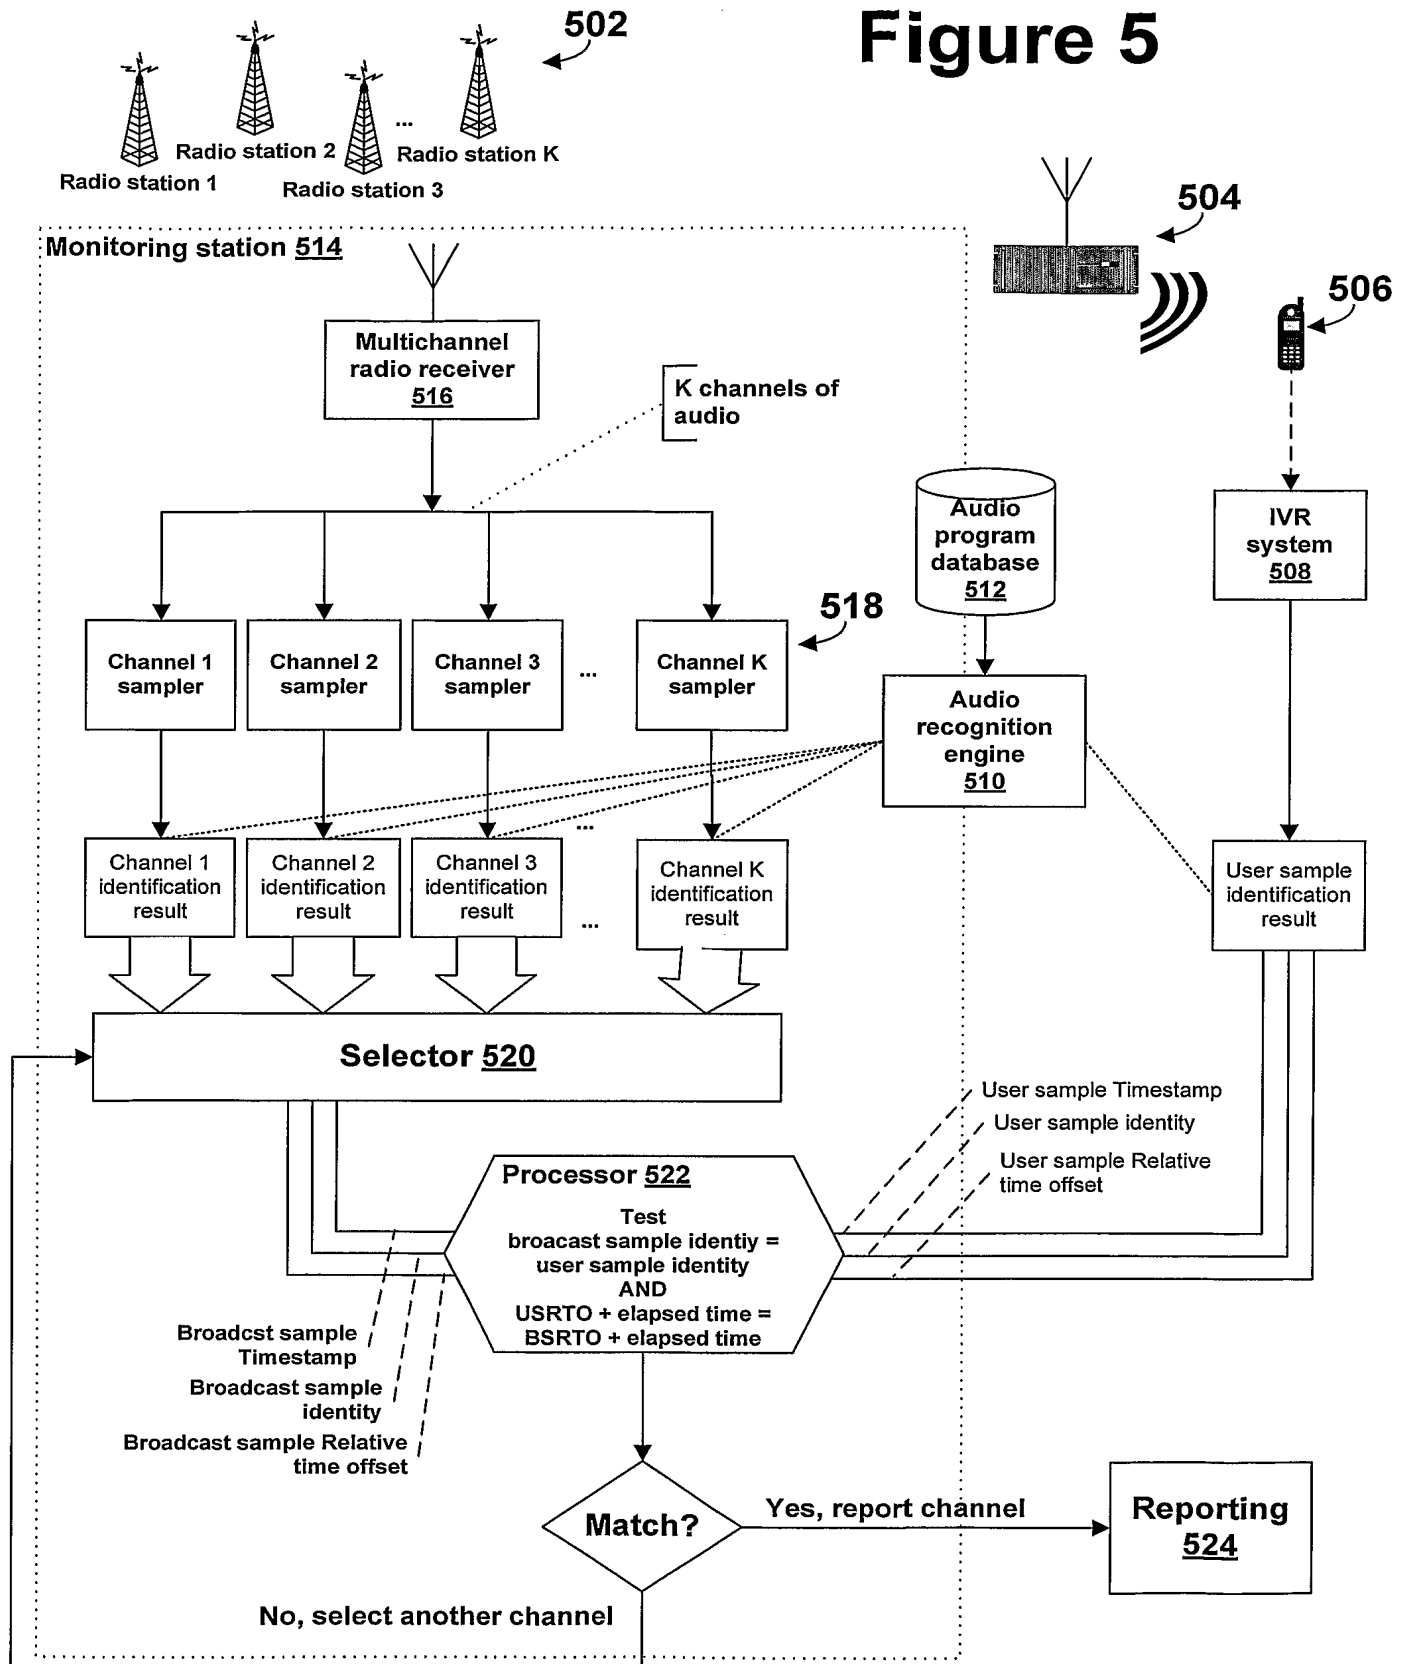 Figure 5
502
...
Radio station 1
Radio station 2
Radio station 3
Radio station K
504
506
Monitoring station 514
Multichannel
radio receiver
516
K channels of
audio
Audio
program
database
512
IVR
system
508
518
Channel 1
sampler
Channel 2
sampler
Channel 3
sampler
...
Channel K
sampler
Audio
recognition
engine
510
...
Channel 1
identification
result
Channel 2
identification
result
Channel 3
identification
result
...
Channel K
identification
result
User sample
identification
result
Selector 520
User sample Timestamp
User sample identity
User sample Relative
time offset
Processor 522
Test
broacast sample identiy =
user sample identity
AND
USRTO + elapsed time =
BSRTO + elapsed time
Broadcst sample
Timestamp
Broadcast sample
identity
Broadcast sample Relative
time offset
Match?
Yes, report channel
Reporting
524
No, select another channel